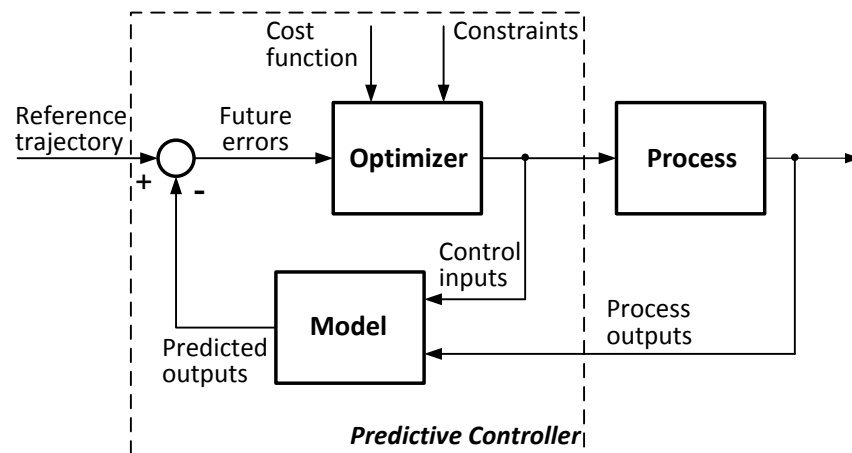 Cost
function
Constraints
Reference
trajectory
Future
errors
Optimizer
Process
+
-
Control
inputs
Model
Process
outputs
Predicted
outputs
Predictive Controller